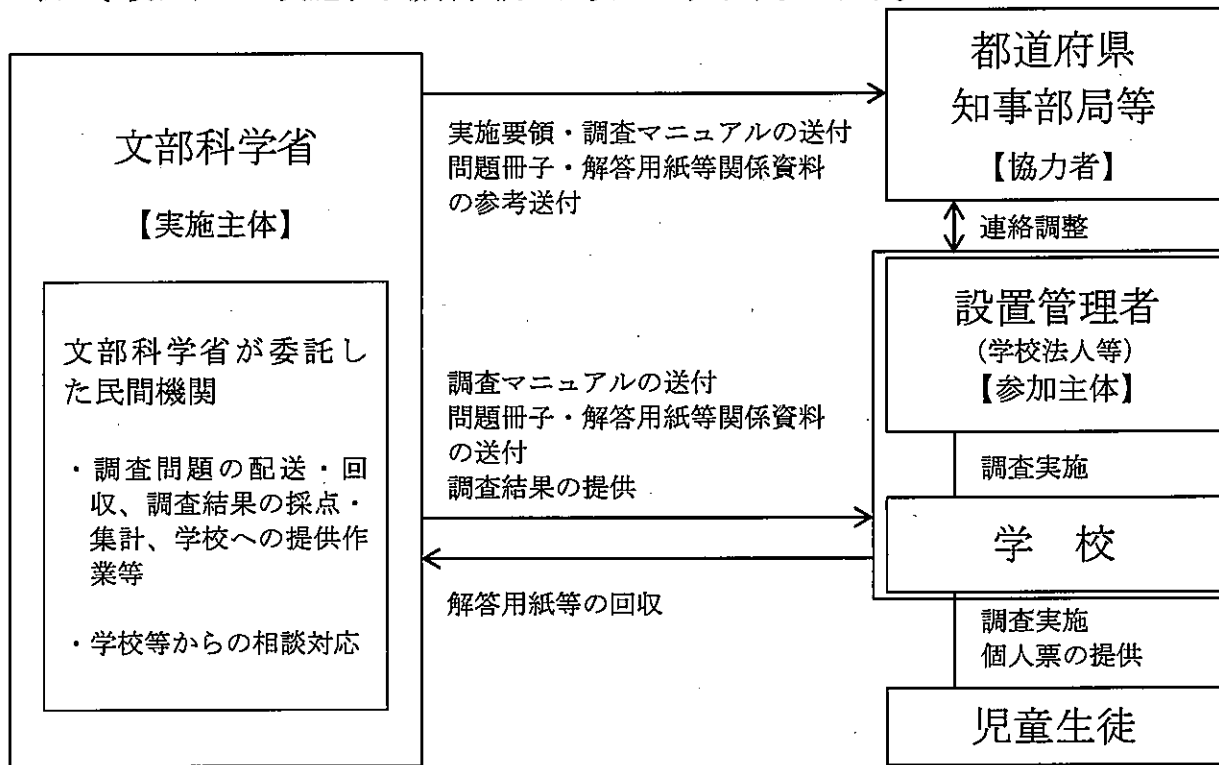 文部科学省
【実施主体】
文部科学省が委託し
た民間機関
・調査問題の配送・回
収、調査結果の採点・
集計、学校への提供作
業等
・学校等からの相談対応
実施要領・調査マニュアルの送付
問題冊子・解答用紙等関係資料
の参考送付
調査マニュアルの送付
問題冊子・解答用紙等関係資料
の送付
調査結果の提供
解答用紙等の回収
都道府県
知事部局等
【協力者】
連絡調整
設置管理者
(学校法人等)
【参加主体】
調査実施
学 校
調査実施
個人票の提供
児童生徒